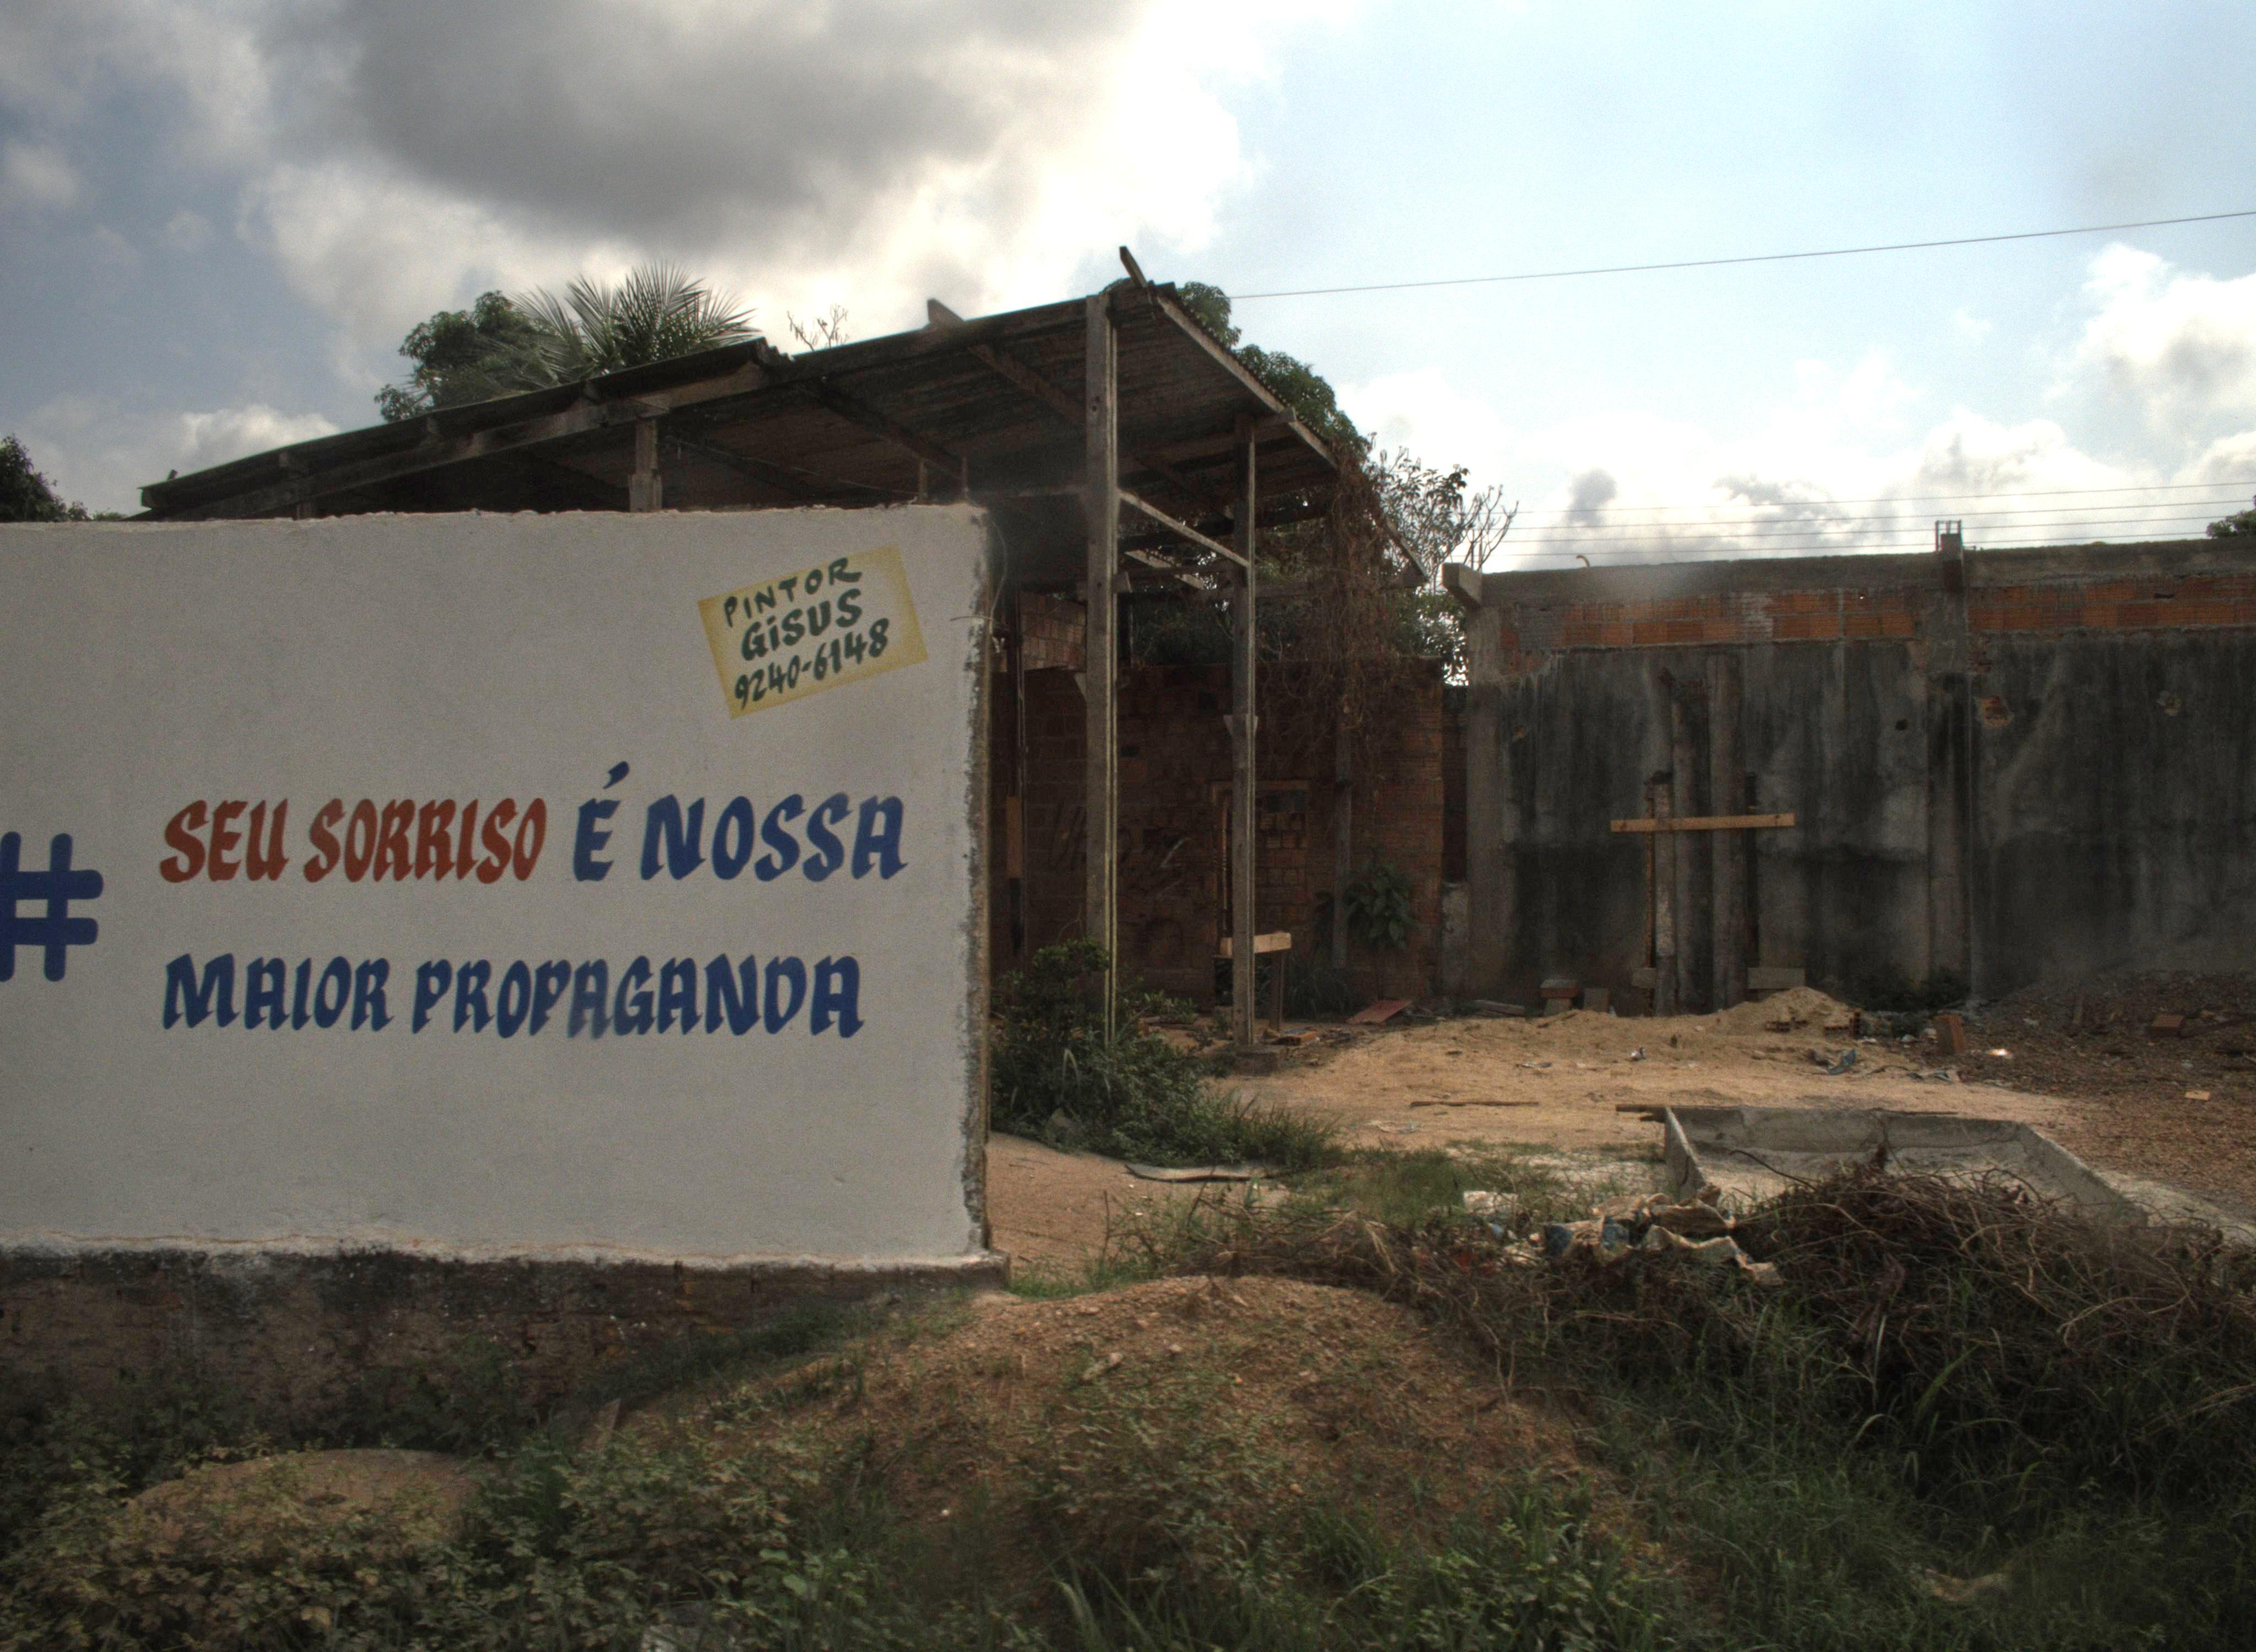 PINTOR
GiSUS
9240-6148
# SEU SORRISO É NOSSA
MAIOR PROPAGANDA